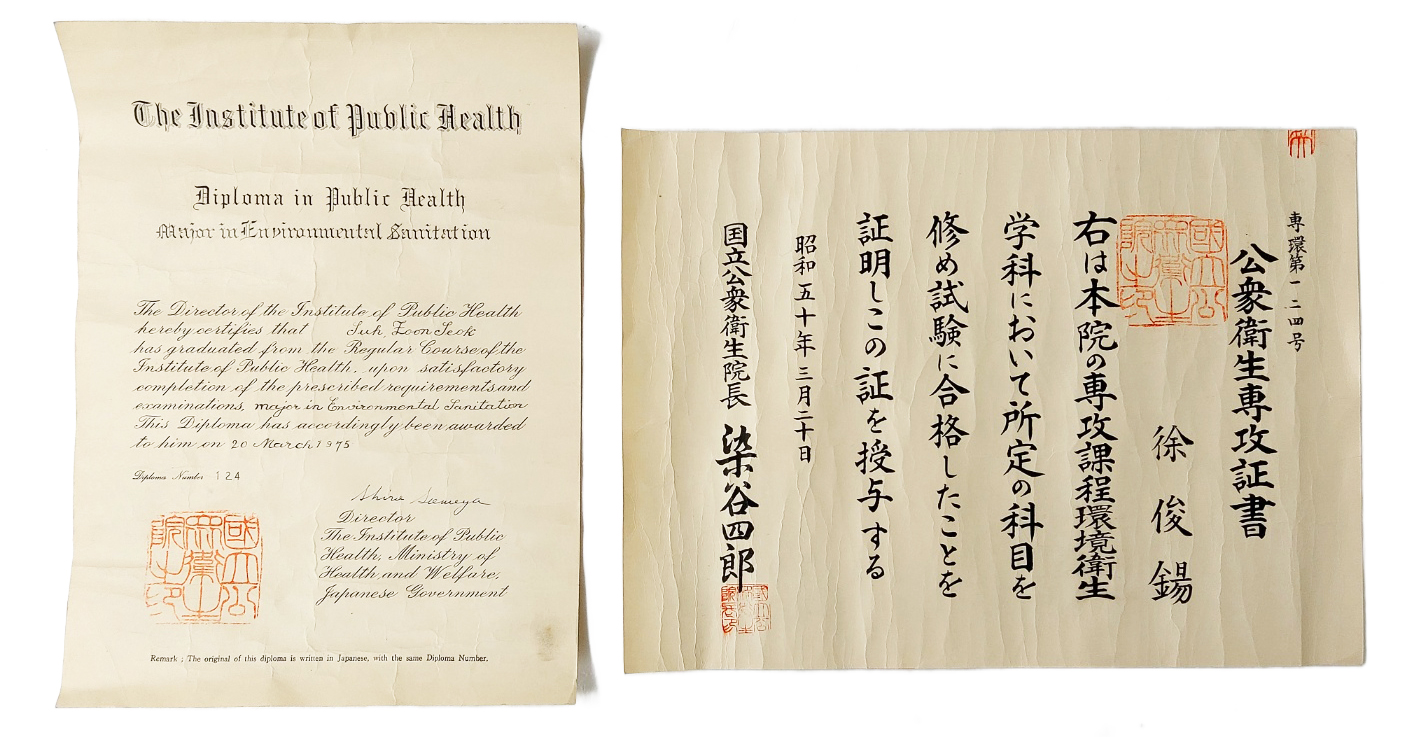 The Institute of Public Health
Diploma in Public Health
Major in Environmental Sanitation
The Director of the Institute of Public Health
hereby certifies that Suh, Zoon Seok
has graduated from the Regular Course of the
Institute of Public Health, upon satisfactory
completion of the prescribed requirements and
examinations, major in Environmental Sanitation
This Diploma has accordingly been awarded
to him on 20 March 1975
Diploma Number 124
Shiro Someya
Director
The Institute of Public
Health, Ministry of
Health and Welfare,
Japanese Government
Remark ; The original of this diploma is written in Japanese, with the same Diploma Number.
専環第一二四号
公衆衛生専攻証書
徐俊錫
右は本院の専攻課程環境衛生
学科において所定の科目を
修め試験に合格したことを
証明しこの証を授与する
昭和五十年三月二十日
国立公衆衛生院長 染谷四郎